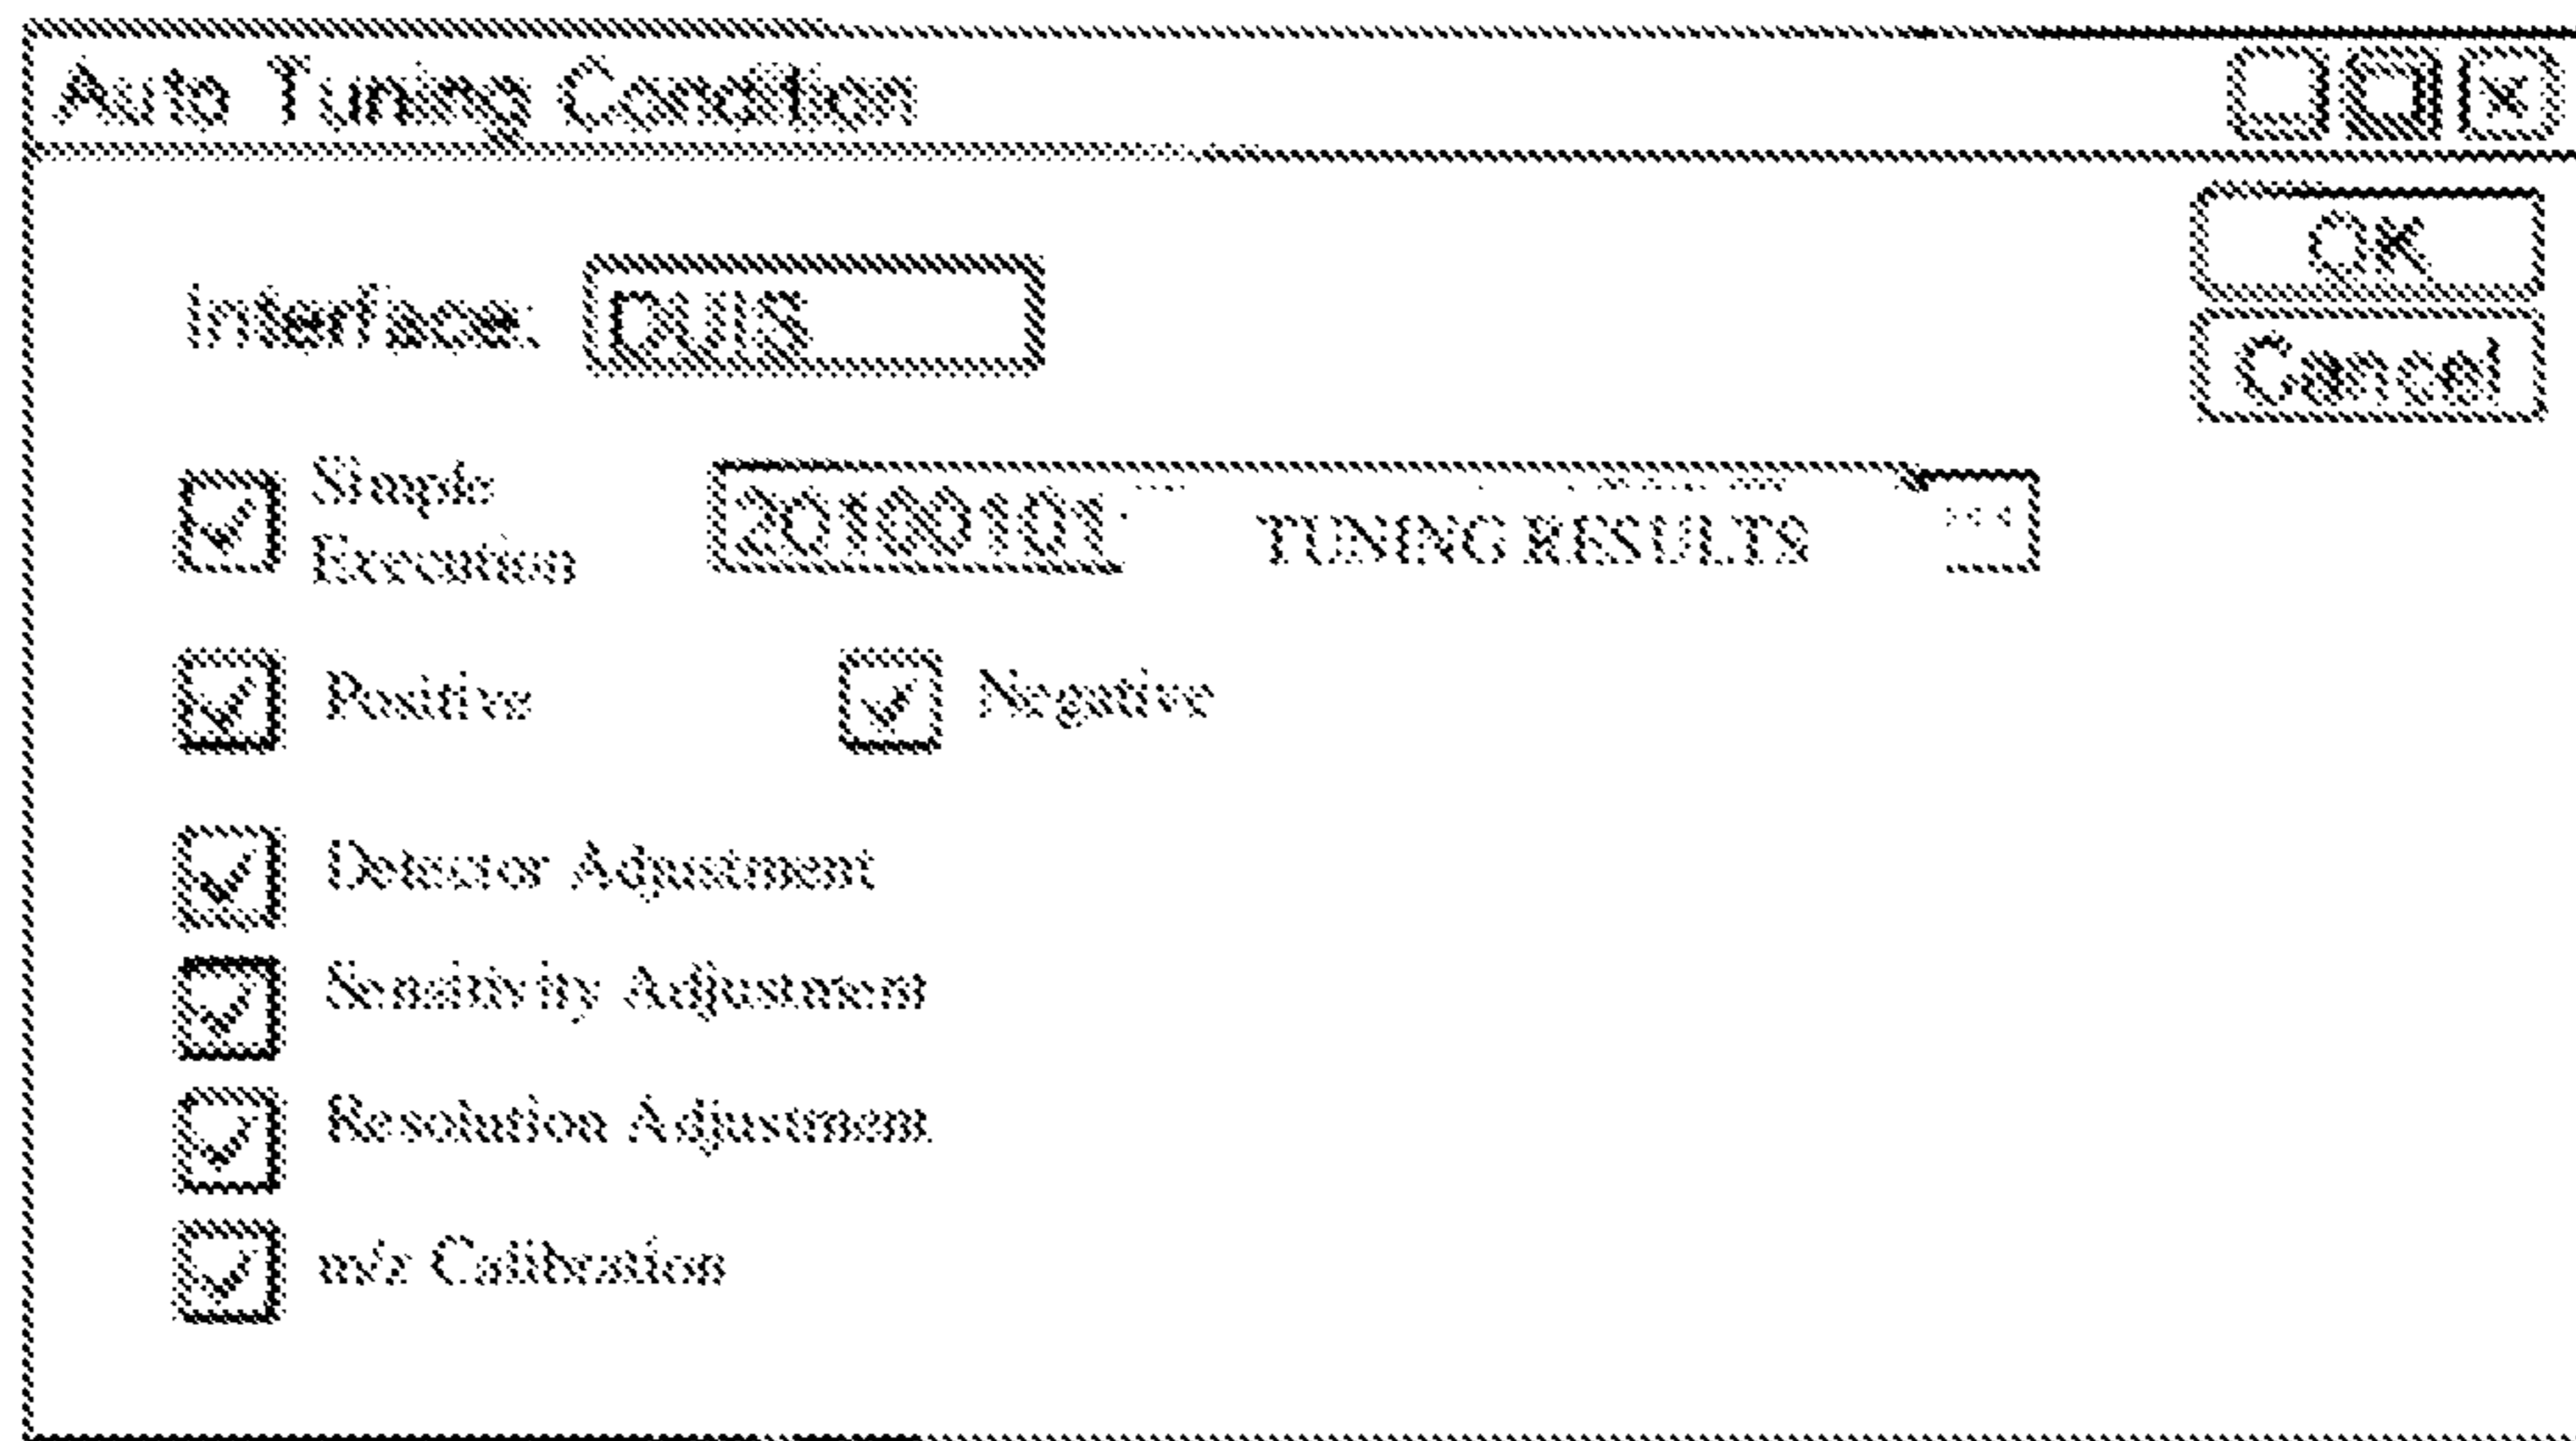 Auto Tuning Condition
OK
Interface: DUIS
Cancel
Simple
Execution
20100101 TUNING RESULTS ...
Positive Negative
Detector Adjustment
Sensitivity Adjustment
Resolution Adjustment
m/z Calibration